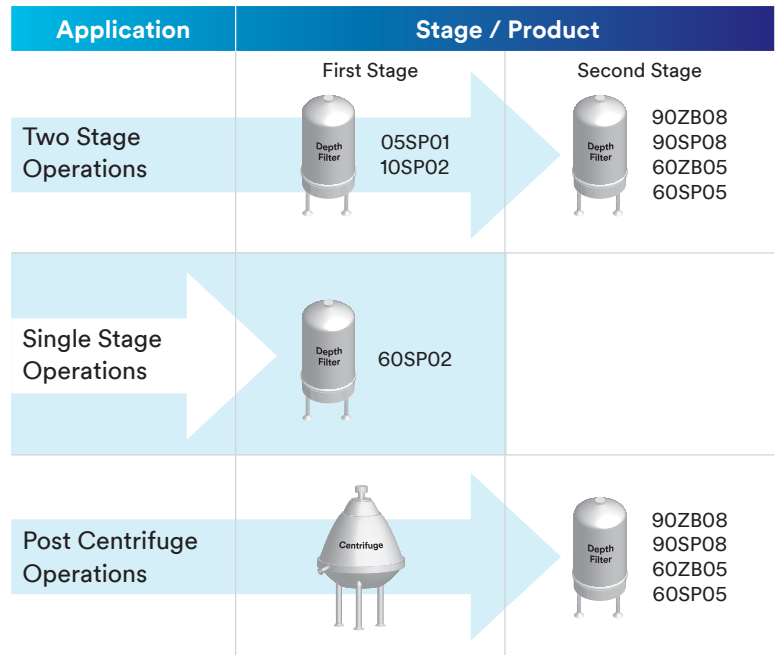 Application
Stage / Product
First Stage
Second Stage
Two Stage
Operations
Depth
Filter
05SP01
10SP02
Depth
Filter
90ZB08
90SP08
60ZB05
60SP05
Single Stage
Operations
Depth
Filter
60SP02
Post Centrifuge
Operations
Centrifuge
Depth
Filter
90ZB08
90SP08
60ZB05
60SP05